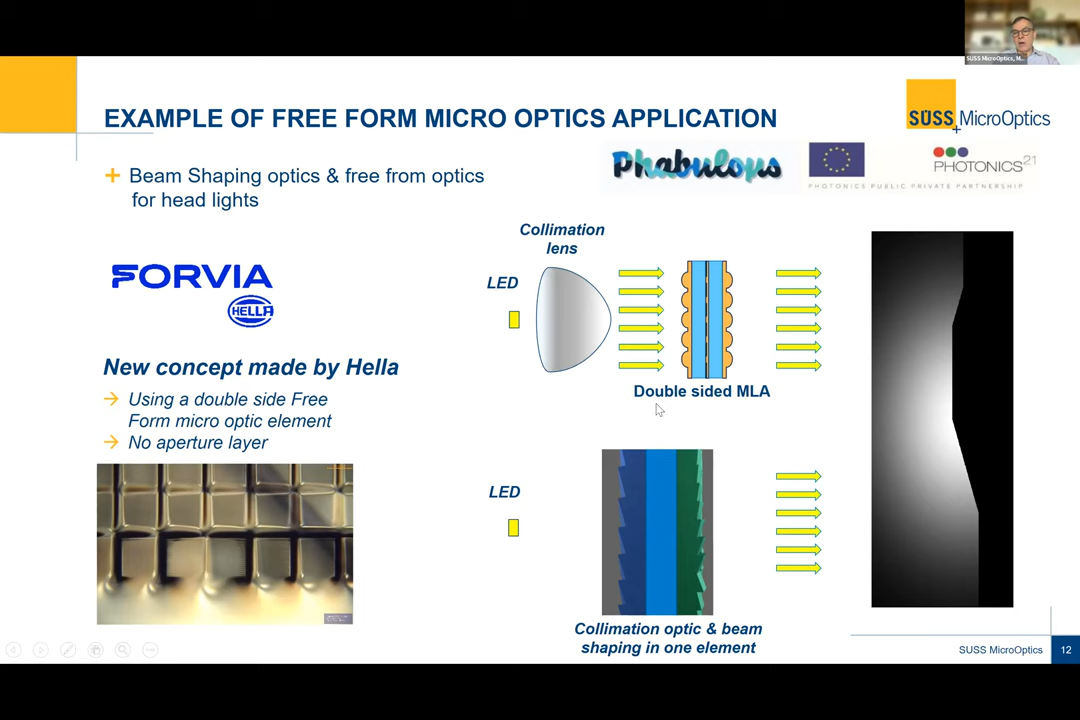 SUSS MicroOptics, M...
EXAMPLE OF FREE FORM MICRO OPTICS APPLICATION
SÜSS MicroOptics
+
Beam Shaping optics & free from optics
for head lights
Phabulous
PHOTONICS²¹
PHOTONICS PUBLIC PRIVATE PARTNERSHIP
FORVIA
HELLA
Collimation
lens
LED
New concept made by Hella
Using a double side Free
Form micro optic element
No aperture layer
Double sided MLA
LED
Collimation optic & beam
shaping in one element
SUSS MicroOptics
12